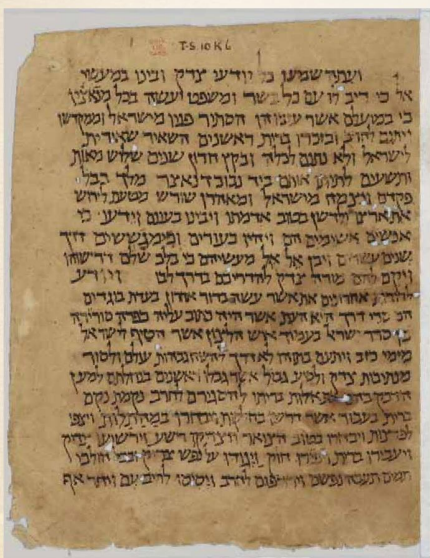 T-S. 10 K 6
ועתה שמעו כל יודעי צדק ובינו במעשי
אל כי ריב לו עם כל בשר ומשפט יעשה בכל מנאציו
כי במועלם אשר עזבוהו הסתיר פניו מישראל וממקדשו
ויתנם לחרב ובזכרו ברית ראשנים השאיר שאירית
לישראל ולא נתנם לכלה ובקץ חרון שנים שלוש מאות
ותשעים לתיתו אותם ביד נבוכדנאצר מלך בבל
פקדם ויצמח מישראל ומאהרן שורש מטעת לירוש
את ארצו ולדשן בטוב אדמתו ויבינו בעונם וידעו כי
אנשים אשימים הם ויהיו כעורים וכימגששים דרך
שנים עשרים ויבן אל אל מעשיהם כי בלב שלם דרשוהו
ויקם להם מורה צדק להדריכם בדרך לבו ויודע
לדורות אחרונים את אשר עשה בדור אחרון בעדת בוגדים
הם סרי דרך היא העת אשר היה כתוב עליה כפרה סורירה
כן סרר ישראל בעמוד איש הלצון אשר הטיף לישראל
מימי כזב ויתעם בתוהו לא דרך להשח גבהות עולם ולסור
מנתיבות צדק ולסיע גבול אשר גבלו ראשנים בנחלתם למען
הדבק בהם את אלות בריתו להסגירם לחרב נקמת נקם
ברית בעבור אשר דרשו בחלקות ויבחרו במהתלות ויצפו
לפרצות ויבחרו בטוב הצואר ויצדיקו רשע וירשיעו צדיק
ויעבירו ברית ויפירו חוק ויגודו על נפש צדיק ובכל הולכי
תמים תעבה נפשם וירדפום לחרב ויסיסו לריב עם ויחר אף